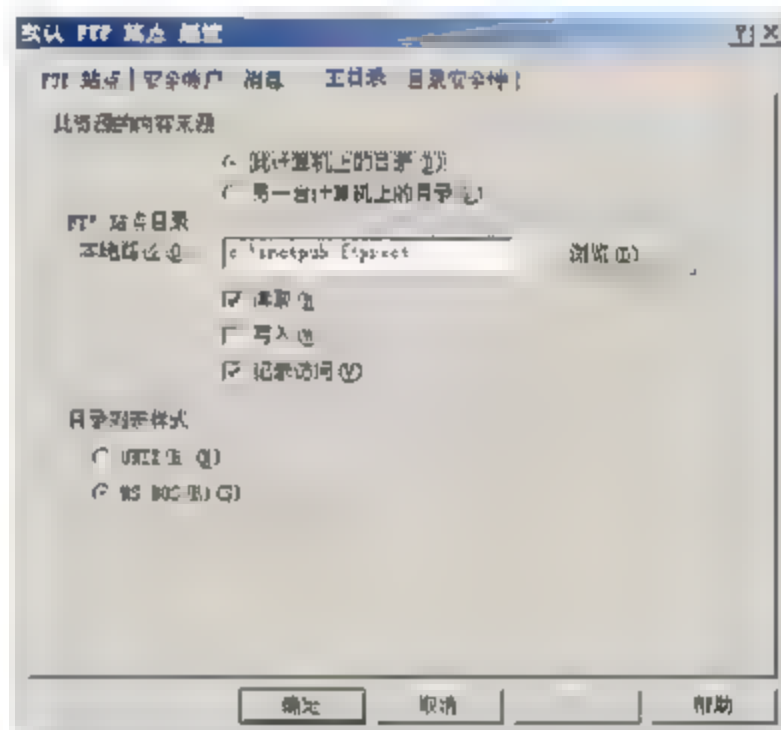 默认 FTP 站点 属性
FTP 站点 安全帐户 消息 主目录 目录安全性
此资源的内容来源
此计算机上的目录
另一台计算机上的目录
FTP 站点目录
本地路径 c:\inetpub\ftproot 浏览
读取
写入
记录访问(V)
目录列表样式
UNIX(R)
MS-DOS(R)(S)
确定 取消 帮助